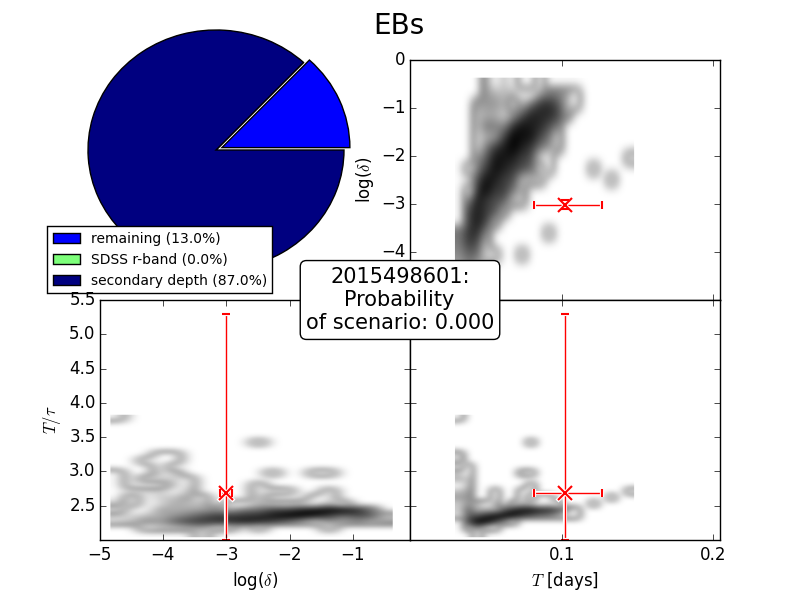 EBs
0
−1
−2
−3
−4
log(δ)
remaining (13.0%)
SDSS r-band (0.0%)
secondary depth (87.0%)
2015498601:
Probability
of scenario: 0.000
5.5
5.0
4.5
4.0
3.5
3.0
2.5
T/τ
−5 −4 −3 −2 −1
log(δ)
0.1 0.2
T [days]